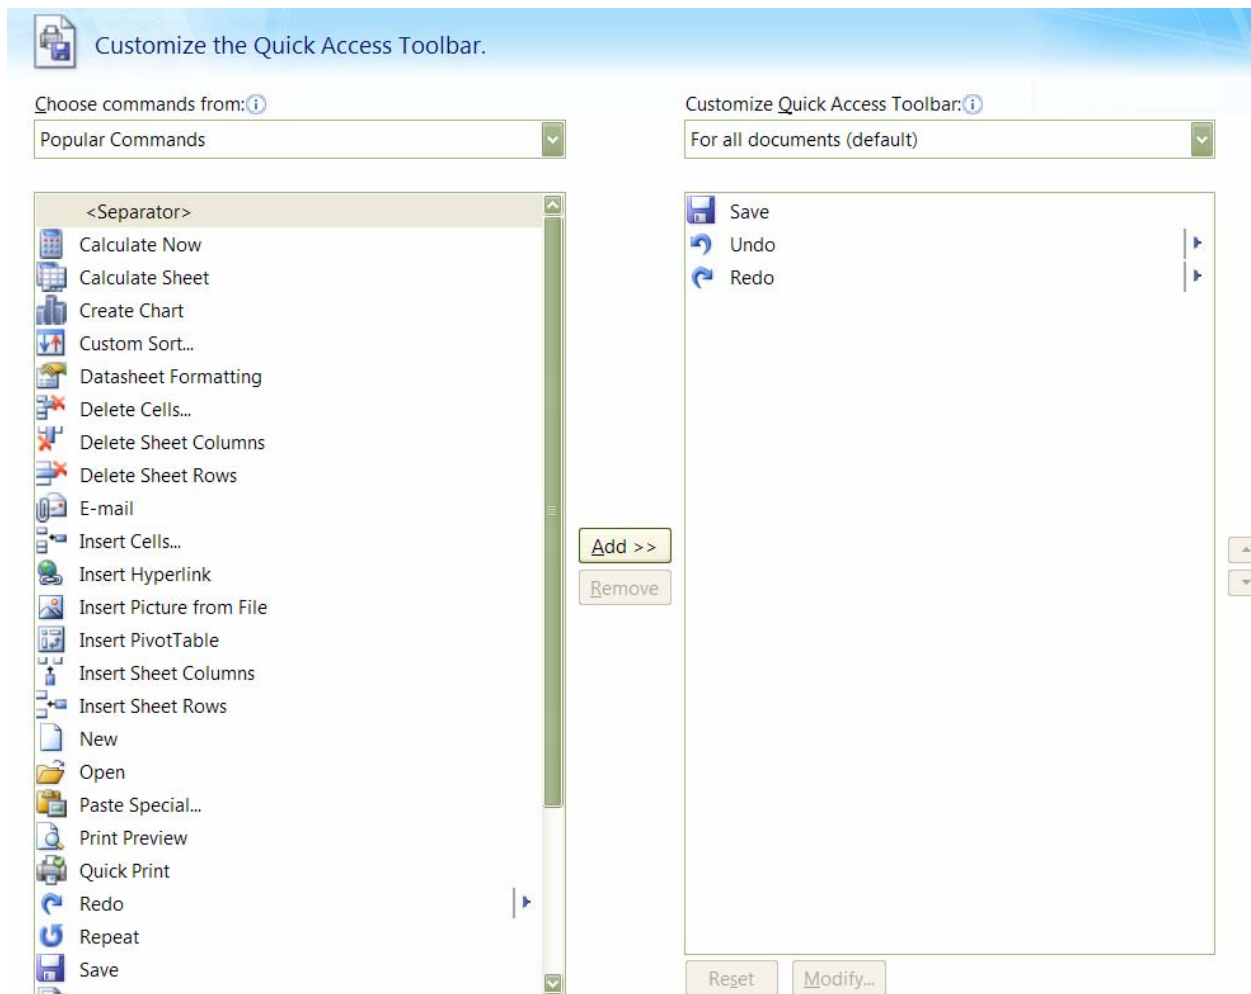 Customize the Quick Access Toolbar.
Choose commands from:
Popular Commands
<Separator>
Calculate Now
Calculate Sheet
Create Chart
Custom Sort...
Datasheet Formatting
Delete Cells...
Delete Sheet Columns
Delete Sheet Rows
E-mail
Insert Cells...
Insert Hyperlink
Insert Picture from File
Insert PivotTable
Insert Sheet Columns
Insert Sheet Rows
New
Open
Paste Special...
Print Preview
Quick Print
Redo
Repeat
Save
Add >>
Remove
Customize Quick Access Toolbar:
For all documents (default)
Save
Undo
Redo
Reset
Modify...